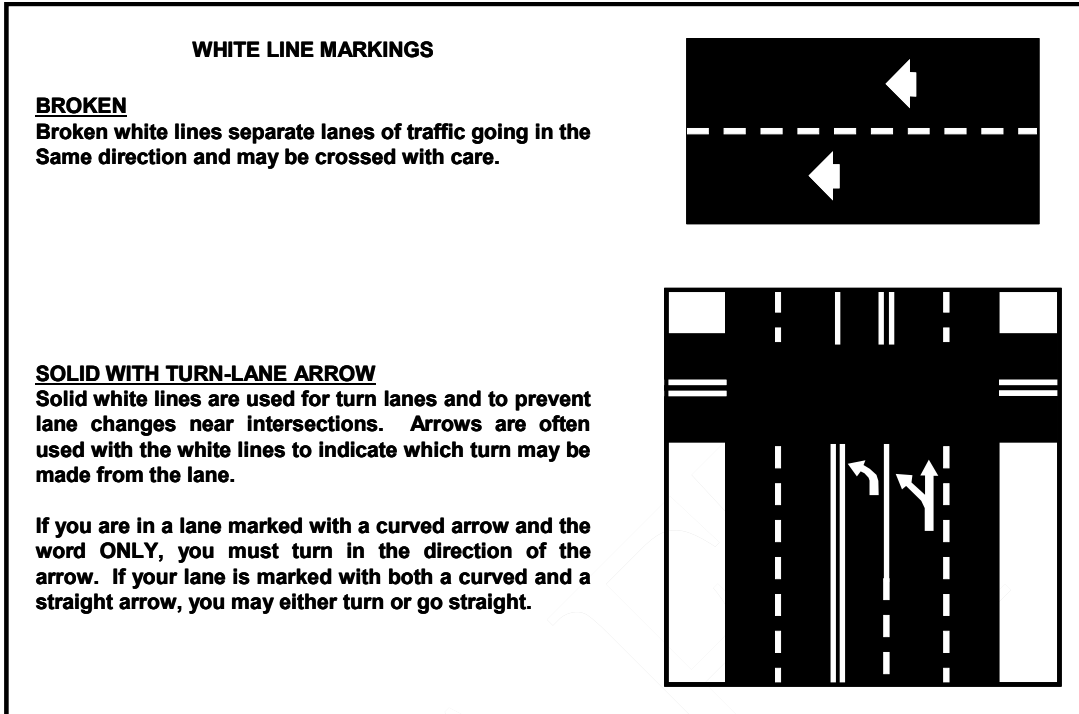 WHITE LINE MARKINGS
BROKEN
Broken white lines separate lanes of traffic going in the
Same direction and may be crossed with care.
SOLID WITH TURN-LANE ARROW
Solid white lines are used for turn lanes and to prevent
lane changes near intersections. Arrows are often
used with the white lines to indicate which turn may be
made from the lane.
If you are in a lane marked with a curved arrow and the
word ONLY, you must turn in the direction of the
arrow. If your lane is marked with both a curved and a
straight arrow, you may either turn or go straight.